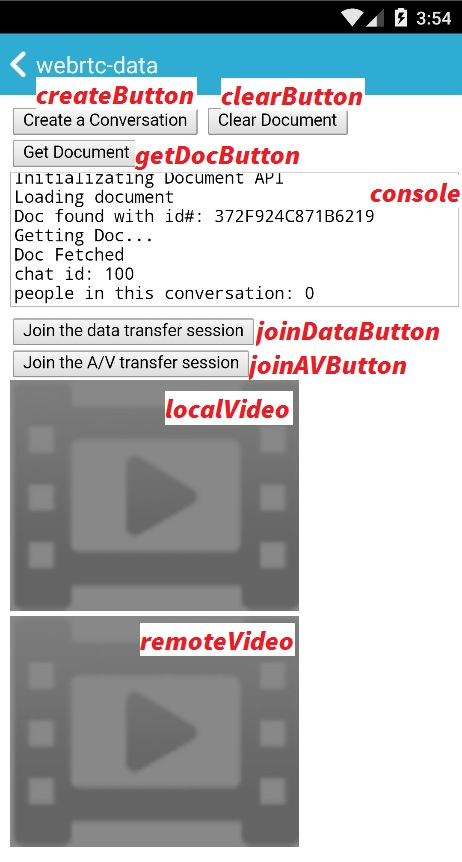 3:54
webrtc-data
createButton clearButton
Create a Conversation Clear Document
Get Document getDocButton
Initializating Document API
console
Loading document
Doc found with id#: 372F924C871B6219
Getting Doc...
Doc Fetched
chat id: 100
people in this conversation: 0
Join the data transfer session joinDataButton
Join the A/V transfer session joinAVButton
localVideo
remoteVideo